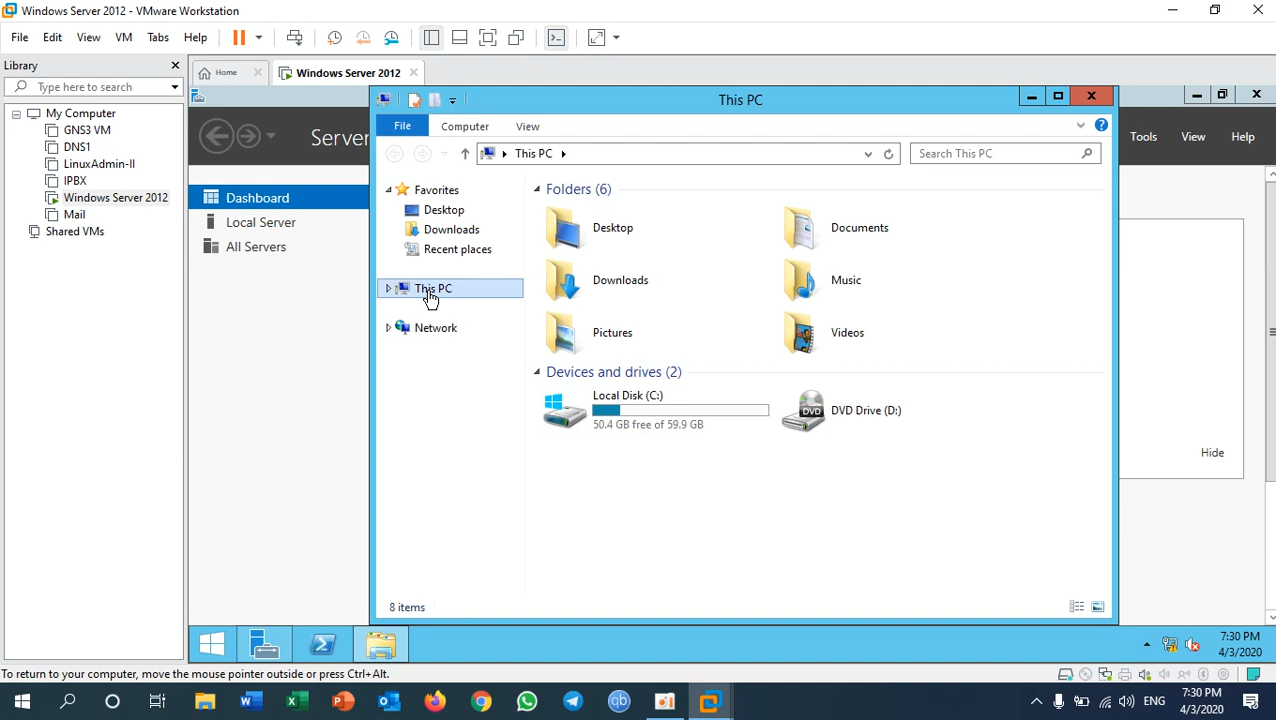 Windows Server 2012 - VMware Workstation
File Edit View VM Tabs Help
Library
Type here to search
My Computer
GNS3 VM
DNS1
LinuxAdmin-II
IPBX
Windows Server 2012
Mail
Shared VMs
Home
Windows Server 2012
Server
Tools View Help
Dashboard
Local Server
All Servers
Hide
This PC
File Computer View
This PC
Search This PC
Favorites
Desktop
Downloads
Recent places
This PC
Network
Folders (6)
Desktop
Documents
Downloads
Music
Pictures
Videos
Devices and drives (2)
Local Disk (C:)
50.4 GB free of 59.9 GB
DVD
DVD Drive (D:)
8 items
7:30 PM
4/3/2020
To return to your computer, move the mouse pointer outside or press Ctrl+Alt.
ENG
7:30 PM
4/3/2020